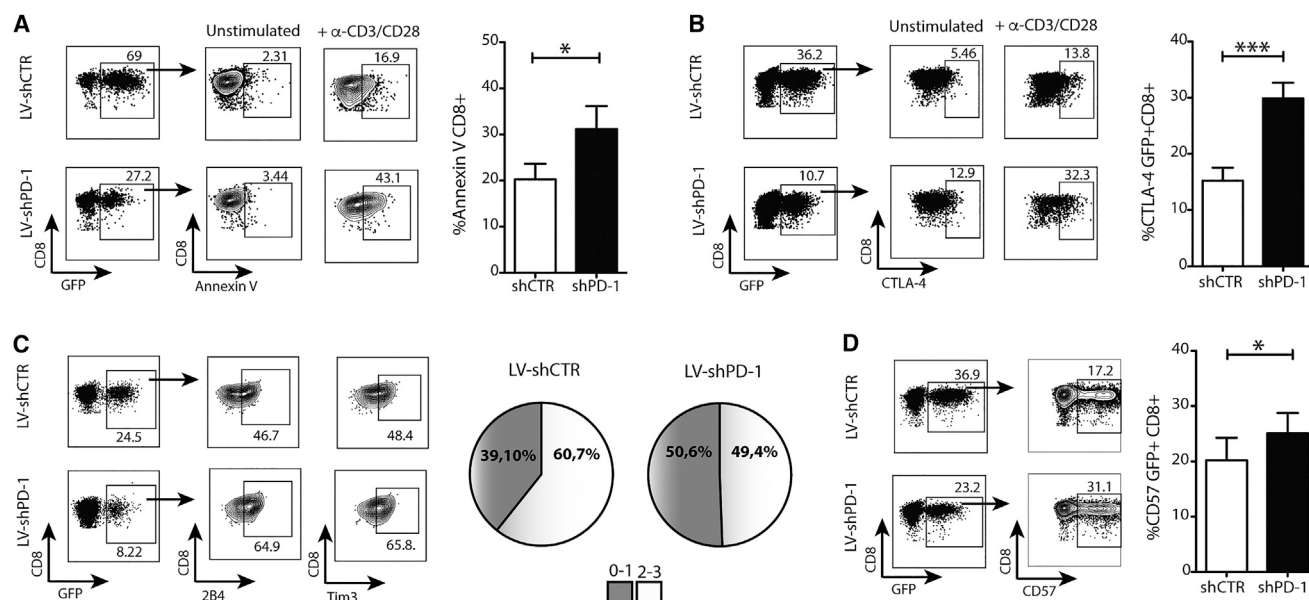 A
Unstimulated + α-CD3/CD28
LV-shCTR
69
2.31
16.9
LV-shPD-1
27.2
3.44
43.1
CD8
GFP
CD8
Annexin V
%Annexin V CD8+
50
40
30
20
10
0
*
shCTR shPD-1
B
Unstimulated + α-CD3/CD28
LV-shCTR
36.2
5.46
13.8
LV-shPD-1
10.7
12.9
32.3
CD8
GFP
CD8
CTLA-4
%CTLA-4 GFP+CD8+
40
30
20
10
0
***
shCTR shPD-1
C
LV-shCTR
24.5
46.7
48.4
LV-shPD-1
8.22
64.9
65.8.
CD8
GFP
CD8
2B4
Tim3
LV-shCTR
39,10% 60,7%
LV-shPD-1
50,6% 49,4%
0-1 2-3
D
LV-shCTR
36.9
17.2
LV-shPD-1
23.2
31.1
CD8
GFP
CD8
CD57
%CD57 GFP+ CD8+
40
30
20
10
0
*
shCTR shPD-1